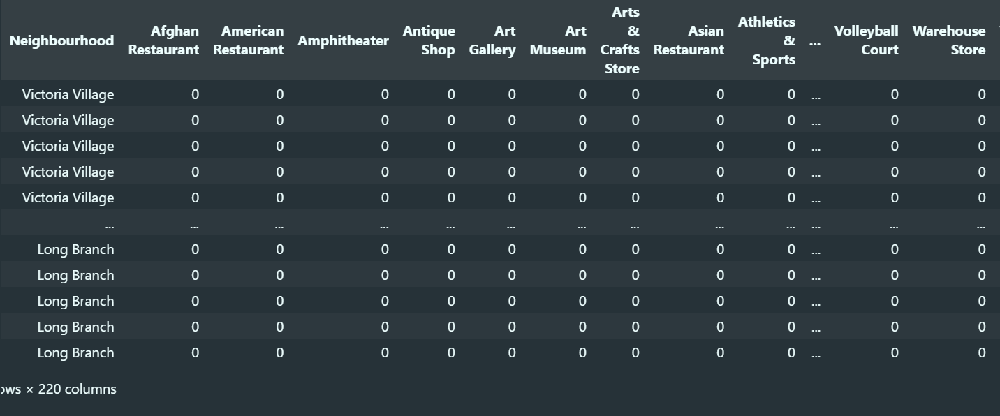 Neighbourhood Afghan Restaurant American Restaurant Amphitheater Antique Shop Art Gallery Art Museum Arts & Crafts Store Asian Restaurant Athletics & Sports ... Volleyball Court Warehouse Store
Victoria Village 0 0 0 0 0 0 0 0 0 ... 0 0
Victoria Village 0 0 0 0 0 0 0 0 0 ... 0 0
Victoria Village 0 0 0 0 0 0 0 0 0 ... 0 0
Victoria Village 0 0 0 0 0 0 0 0 0 ... 0 0
Victoria Village 0 0 0 0 0 0 0 0 0 ... 0 0
... ... ... ... ... ... ... ... ... ... ... ... ...
Long Branch 0 0 0 0 0 0 0 0 0 ... 0 0
Long Branch 0 0 0 0 0 0 0 0 0 ... 0 0
Long Branch 0 0 0 0 0 0 0 0 0 ... 0 0
Long Branch 0 0 0 0 0 0 0 0 0 ... 0 0
Long Branch 0 0 0 0 0 0 0 0 0 ... 0 0
ows × 220 columns